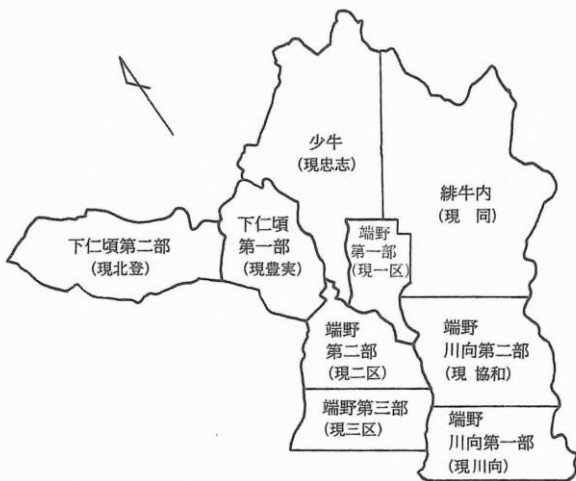 少牛
(現忠志)
緋牛内
(現 同)
下仁頃第二部
(現北登)
下仁頃
第一部
(現豊実)
端野
第一部
(現一区)
端野
第二部
(現二区)
端野
川向第二部
(現 協和)
端野第三部
(現三区)
端野
川向第一部
(現川向)